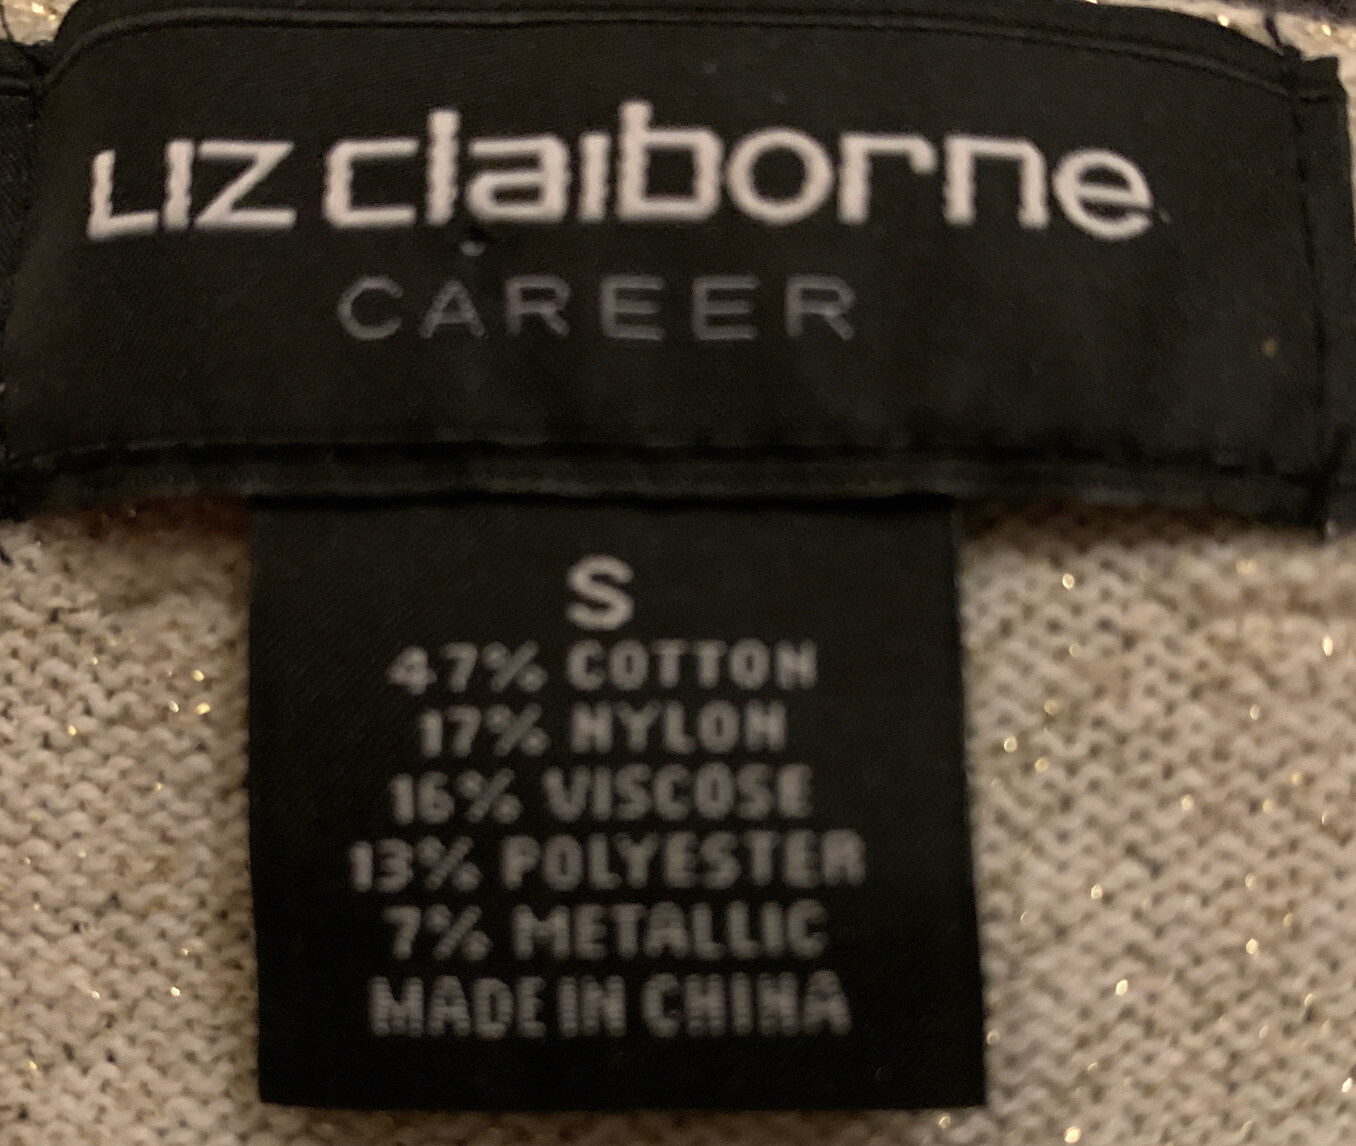 LIZ claiborne
CAREER
S
47% COTTON
17% NYLON
16% VISCOSE
13% POLYESTER
7% METALLIC
MADE IN CHINA